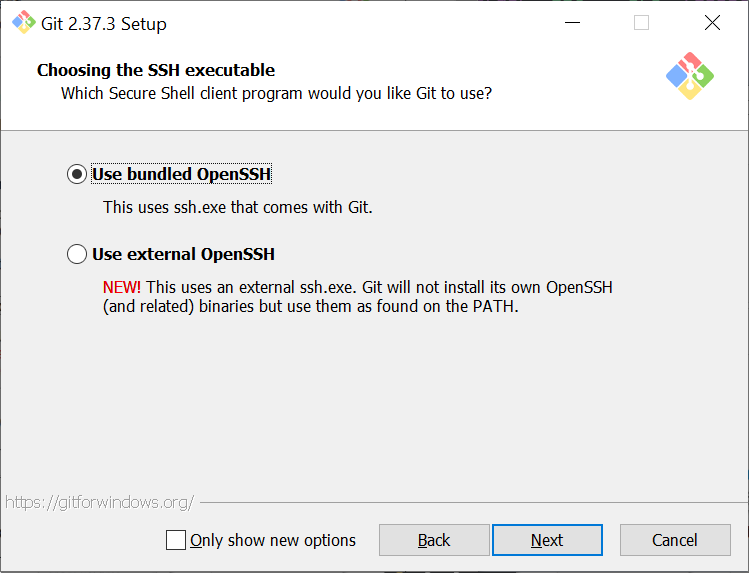 Git 2.37.3 Setup
Choosing the SSH executable
Which Secure Shell client program would you like Git to use?
Use bundled OpenSSH
This uses ssh.exe that comes with Git.
Use external OpenSSH
NEW! This uses an external ssh.exe. Git will not install its own OpenSSH
(and related) binaries but use them as found on the PATH.
https://gitforwindows.org/
Only show new options
Back
Next
Cancel